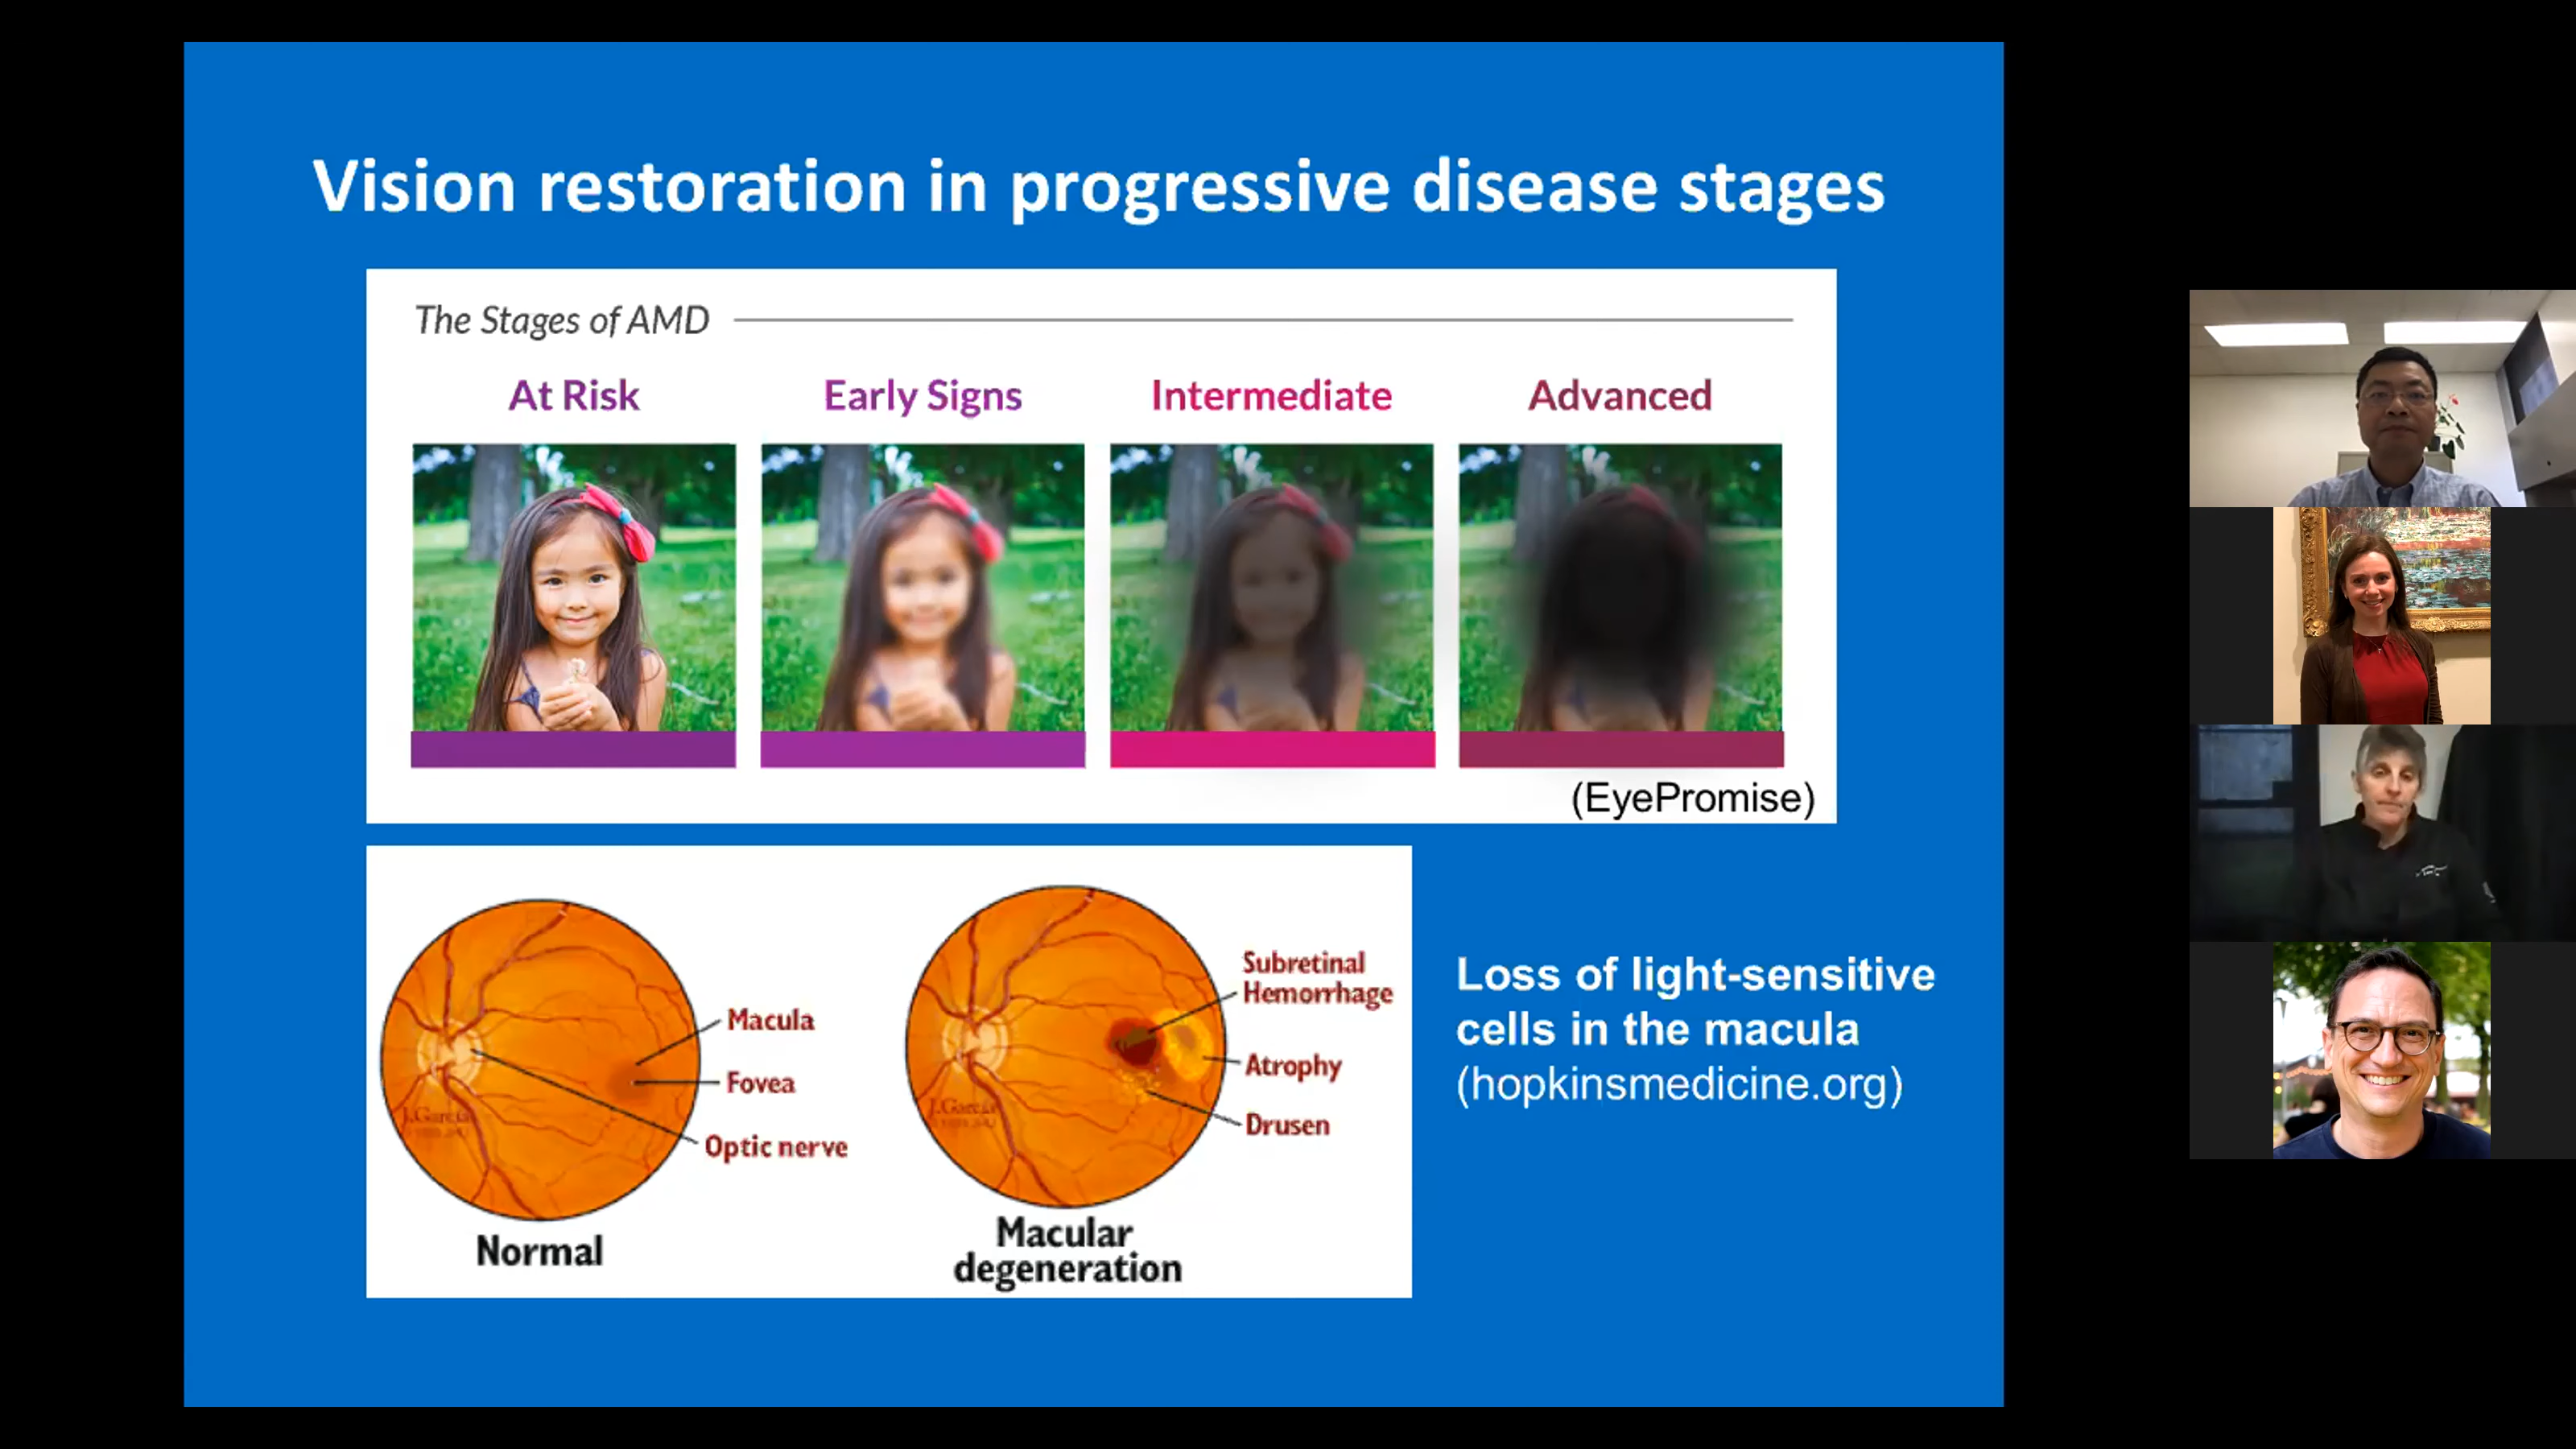 Vision restoration in progressive disease stages
The Stages of AMD
At Risk
Early Signs
Intermediate
Advanced
(EyePromise)
Macula
Fovea
Optic nerve
J.Garcia
Normal
Subretinal
Hemorrhage
Atrophy
Drusen
J.Garcia
Macular
degeneration
Loss of light-sensitive
cells in the macula
(hopkinsmedicine.org)